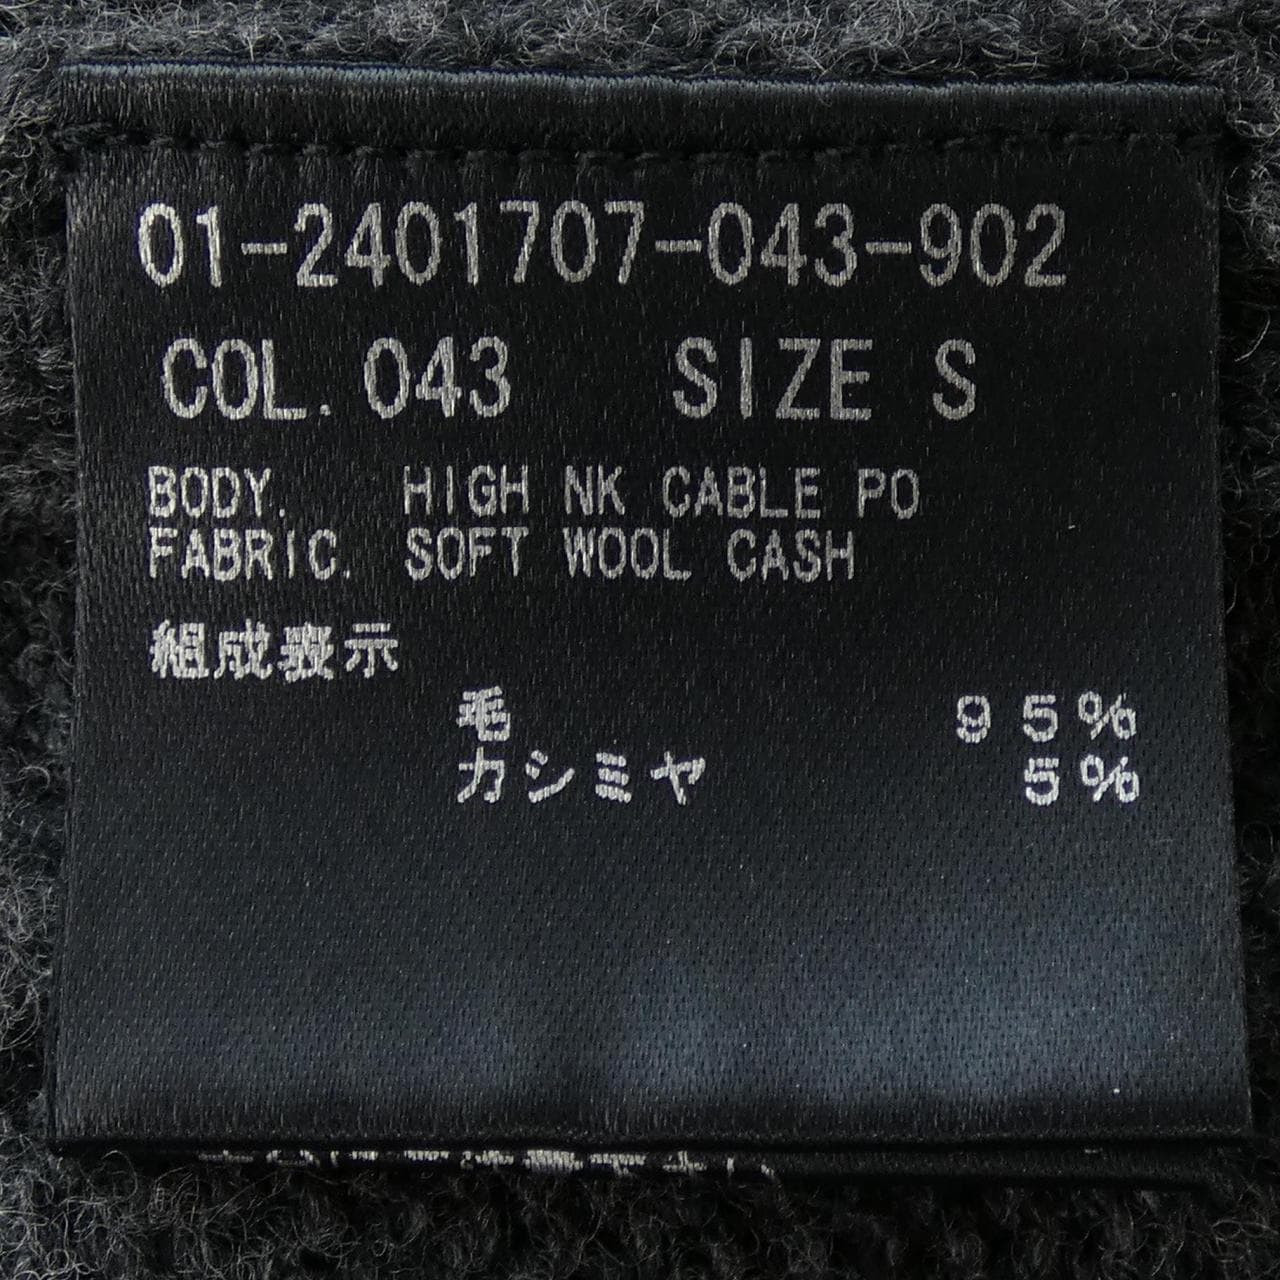 01-2401707-043-902
COL. 043 SIZE S
BODY. HIGH NK CABLE PO
FABRIC. SOFT WOOL CASH
組成表示
毛 95%
カシミヤ 5%